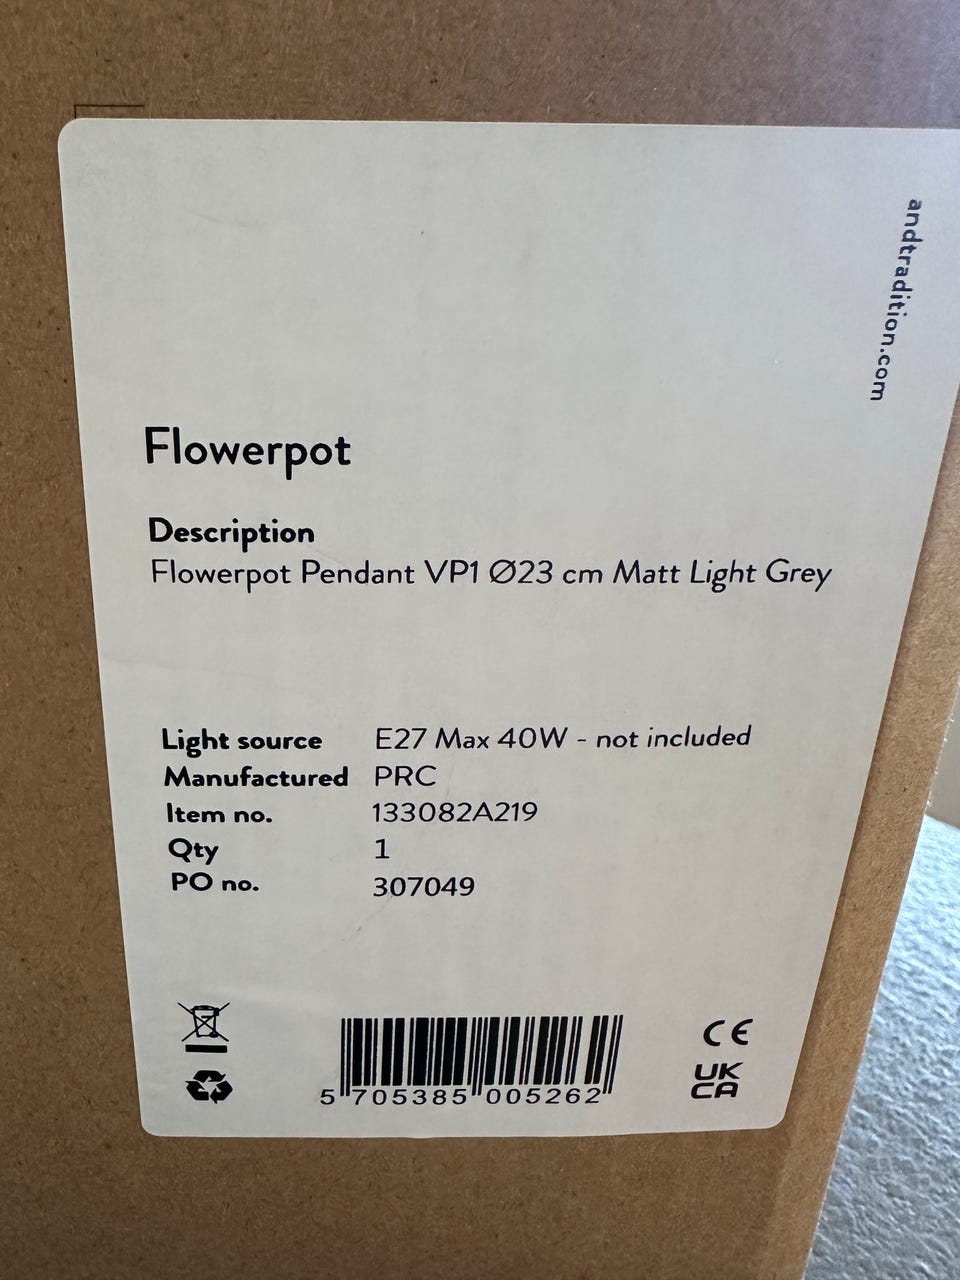 andtradition.com
Flowerpot
Description
Flowerpot Pendant VP1 Ø23 cm Matt Light Grey
Light source E27 Max 40W - not included
Manufactured PRC
Item no. 133082A219
Qty 1
PO no. 307049
CE
UK
CA
5 705385 005262